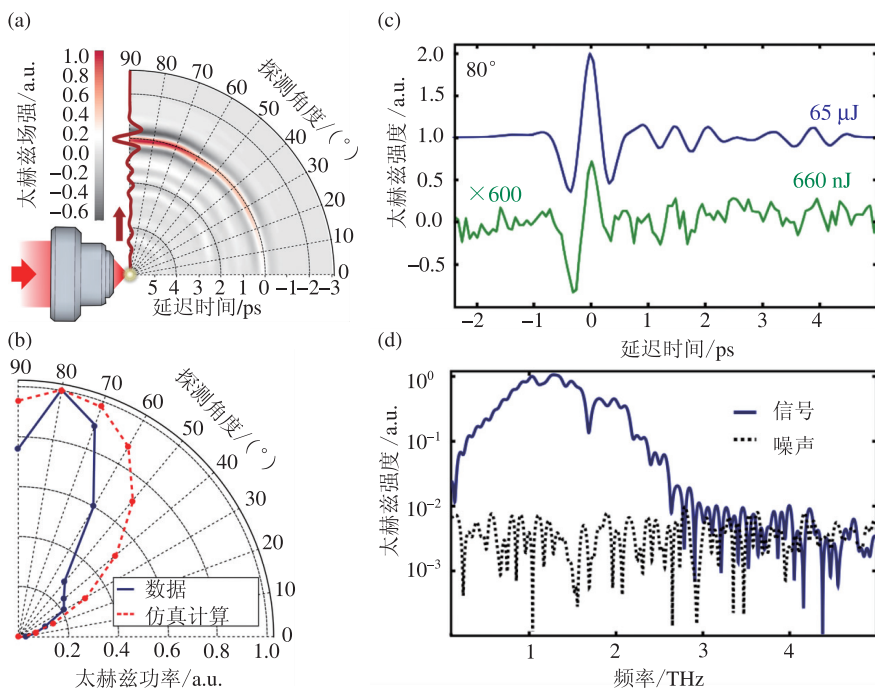 (a)
太赫兹场强/a.u.
1.0
0.8
0.6
0.4
0.2
0.0
−0.2
−0.4
−0.6
90
80
70
60
50
40
30
20
10
0
探测角度/(°)
5 4 3 2 1 0 −1 −2 −3
延迟时间/ps
(b)
90
80
70
60
50
40
30
20
10
0
探测角度/(°)
数据
仿真计算
0.2 0.4 0.6 0.8 1.0
太赫兹功率/a.u.
(c)
太赫兹强度/a.u.
2.0
1.5
1.0
0.5
0.0
−0.5
80°
65 μJ
×600
660 nJ
−2 −1 0 1 2 3 4
延迟时间/ps
(d)
太赫兹强度/a.u.
10⁰
10⁻¹
10⁻²
10⁻³
信号
噪声
1 2 3 4
频率/THz